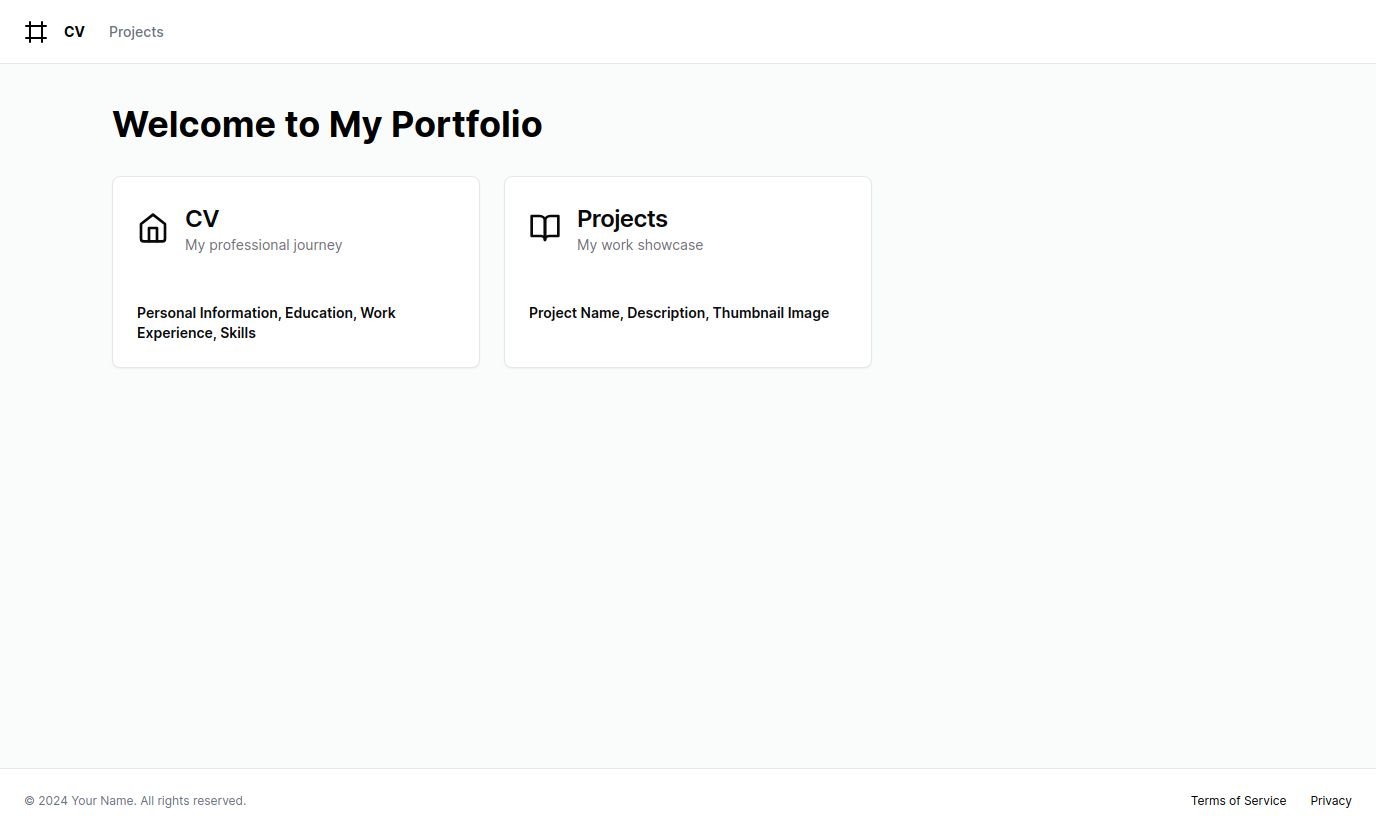 CV
Projects
Welcome to My Portfolio
CV
My professional journey
Personal Information, Education, Work
Experience, Skills
Projects
My work showcase
Project Name, Description, Thumbnail Image
© 2024 Your Name. All rights reserved.
Terms of Service
Privacy